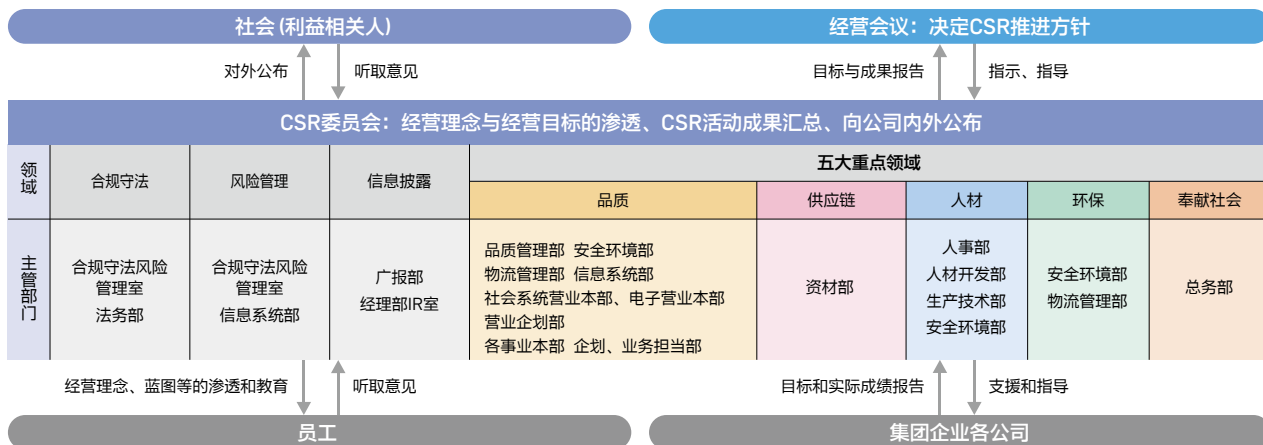 社会 (利益相关人)
经营会议：决定CSR推进方针
对外公布
听取意见
目标与成果报告
指示、指导
CSR委员会：经营理念与经营目标的渗透、CSR活动成果汇总、向公司内外公布
领域
合规守法
风险管理
信息披露
五大重点领域
品质
供应链
人材
环保
奉献社会
主管部门
合规守法风险
管理室
法务部
合规守法风险
管理室
信息系统部
广报部
经理部IR室
品质管理部 安全环境部
物流管理部 信息系统部
社会系统营业本部、电子营业本部
营业企划部
各事业本部 企划、业务担当部
资材部
人事部
人材开发部
生产技术部
安全环境部
安全环境部
物流管理部
总务部
经营理念、蓝图等的渗透和教育
听取意见
目标和实际成绩报告
支援和指导
员工
集团企业各公司